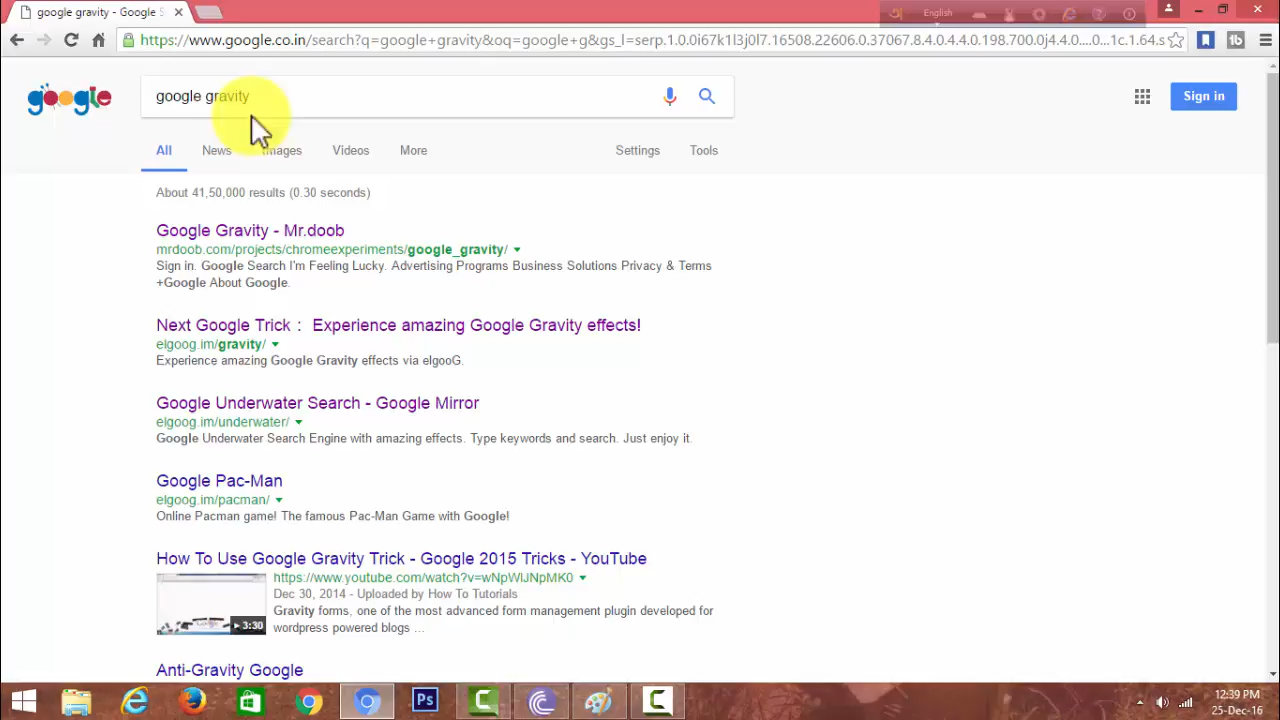 google gravity - Google S
English
https://www.google.co.in/search?q=google+gravity&oq=google+g&gs_l=serp.1.0.0i67k1l3j0l7.16508.22606.0.37067.8.4.0.4.4.0.198.700.0j4.4.0....0...1c.1.64.s
google
google gravity
Sign in
All
News
Images
Videos
More
Settings
Tools
About 41,50,000 results (0.30 seconds)
Google Gravity - Mr.doob
mrdoob.com/projects/chromeexperiments/google_gravity/
Sign in. Google Search I'm Feeling Lucky. Advertising Programs Business Solutions Privacy & Terms
+Google About Google.
Next Google Trick : Experience amazing Google Gravity effects!
elgoog.im/gravity/
Experience amazing Google Gravity effects via elgooG.
Google Underwater Search - Google Mirror
elgoog.im/underwater/
Google Underwater Search Engine with amazing effects. Type keywords and search. Just enjoy it.
Google Pac-Man
elgoog.im/pacman/
Online Pacman game! The famous Pac-Man Game with Google!
How To Use Google Gravity Trick - Google 2015 Tricks - YouTube
https://www.youtube.com/watch?v=wNpWlJNpMK0
Dec 30, 2014 - Uploaded by How To Tutorials
Gravity forms, one of the most advanced form management plugin developed for
wordpress powered blogs ...
3:30
Anti-Gravity Google
Ps
12:39 PM
25-Dec-16